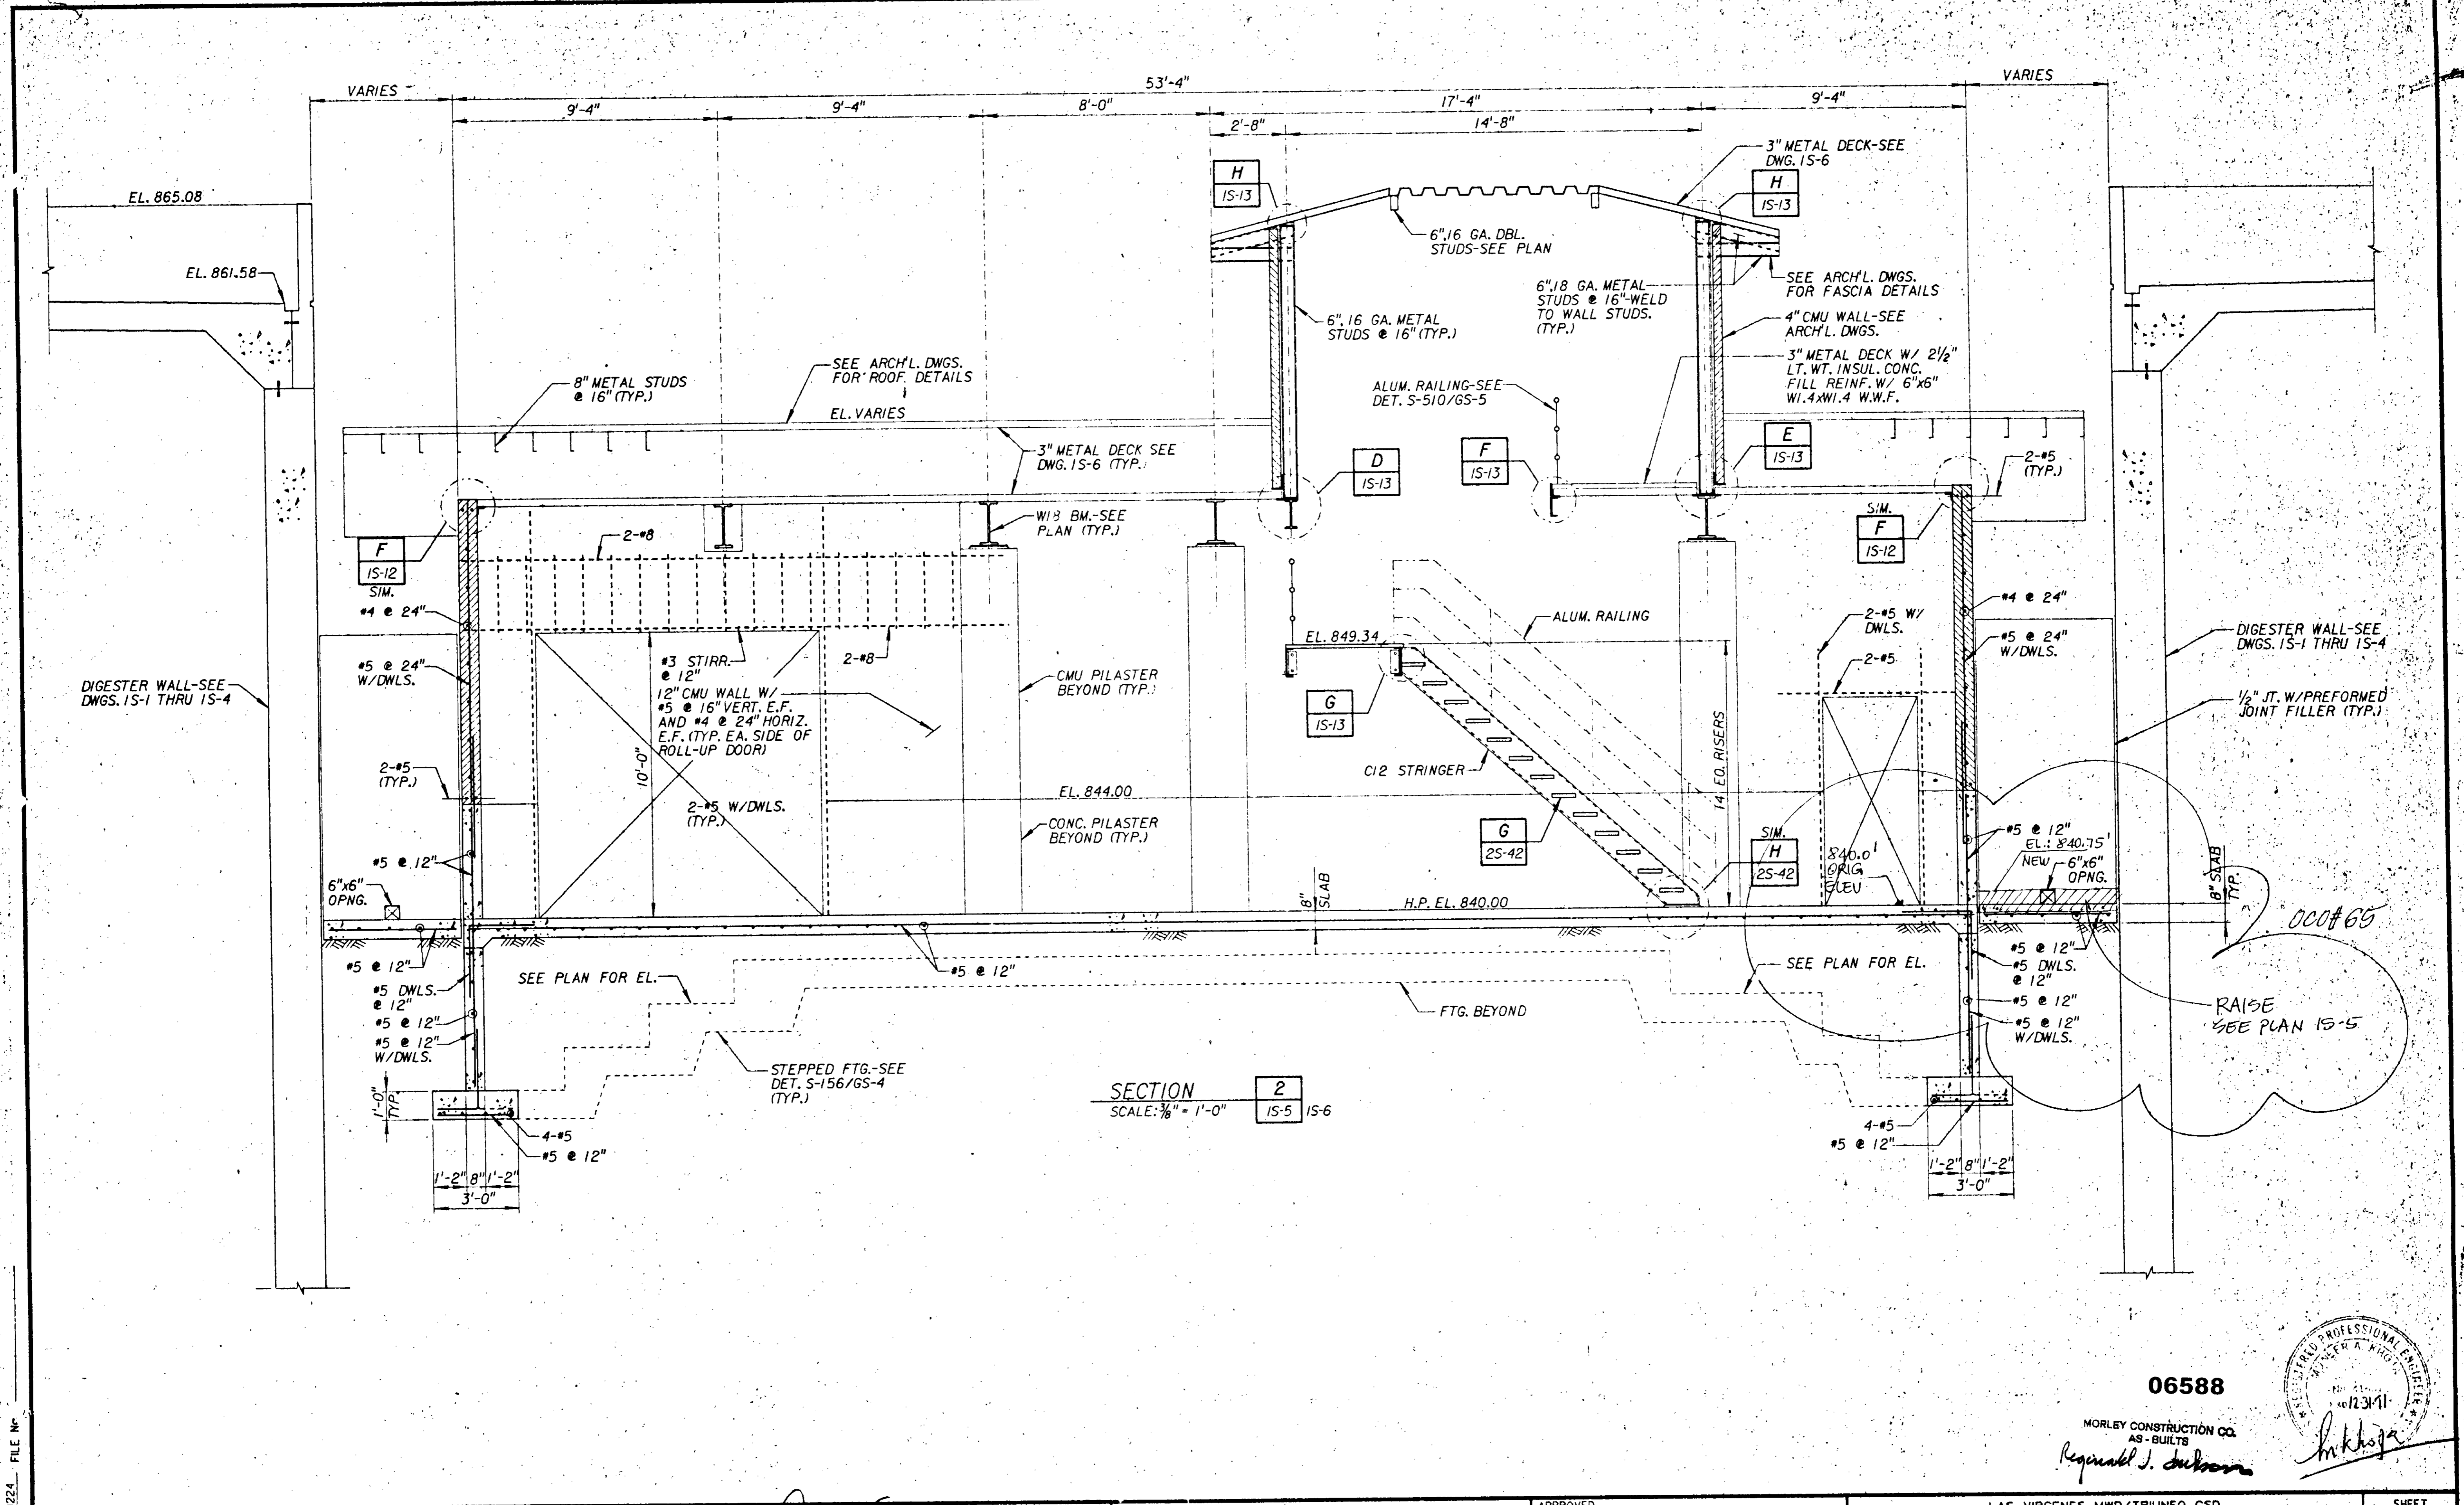 VARIES
53'-4"
VARIES
9'-4"
9'-4"
8'-0"
17'-4"
9'-4"
2'-8"
14'-8"
3" METAL DECK-SEE
DWG. 1S-6
H
1S-13
H
1S-13
EL. 865.08
6",16 GA. DBL.
STUDS-SEE PLAN
EL. 861.58
6",18 GA. METAL
STUDS @ 16"-WELD
TO WALL STUDS.
(TYP.)
SEE ARCH'L. DWGS.
FOR FASCIA DETAILS
6", 16 GA. METAL
STUDS @ 16" (TYP.)
4" CMU WALL-SEE
ARCH'L. DWGS.
3" METAL DECK W/ 2½"
LT. WT. INSUL. CONC.
FILL REINF. W/ 6"x6"
W1.4xW1.4 W.W.F.
SEE ARCH'L. DWGS.
FOR ROOF DETAILS
8" METAL STUDS
@ 16" (TYP.)
ALUM. RAILING-SEE
DET. S-510/GS-5
EL. VARIES
3" METAL DECK SEE
DWG. 1S-6 (TYP.)
D
1S-13
F
1S-13
E
1S-13
2-#5
(TYP.)
W18 BM.-SEE
PLAN (TYP.)
SIM.
F
1S-12
F
1S-12
SIM.
2-#8
#4 @ 24"
#4 @ 24"
2-#5 W/
DWLS.
ALUM. RAILING
EL. 849.34
#5 @ 24"
W/DWLS.
DIGESTER WALL-SEE
DWGS. 1S-1 THRU 1S-4
#3 STIRR.
@ 12"
2-#8
2-#5
#5 @ 24"
W/DWLS.
DIGESTER WALL-SEE
DWGS. 1S-1 THRU 1S-4
12" CMU WALL W/
#5 @ 16" VERT. E.F.
AND #4 @ 24" HORIZ.
E.F. (TYP. EA. SIDE OF
ROLL-UP DOOR)
CMU PILASTER
BEYOND (TYP.)
G
1S-13
½" JT. W/PREFORMED
JOINT FILLER (TYP.)
10'-0"
14 EQ. RISERS
2-#5
(TYP.)
C12 STRINGER
EL. 844.00
2-#5 W/DWLS.
(TYP.)
CONC. PILASTER
BEYOND (TYP.)
G
2S-42
SIM.
H
2S-42
840.0'
ORIG
ELEV
#5 @ 12"
EL.: 840.75'
NEW
6"x6"
OPNG.
8" SLAB
TYP.
#5 @ 12"
6"x6"
OPNG.
8"
SLAB
H.P. EL. 840.00
OCO#65
#5 @ 12"
#5 DWLS.
@ 12"
#5 @ 12"
#5 @ 12"
W/DWLS.
SEE PLAN FOR EL.
#5 @ 12"
SEE PLAN FOR EL.
#5 @ 12"
#5 DWLS.
@ 12"
#5 @ 12"
#5 @ 12"
W/DWLS.
FTG. BEYOND
RAISE
SEE PLAN 1S-5
STEPPED FTG.-SEE
DET. S-156/GS-4
(TYP.)
1'-0"
TYP.
SECTION
SCALE: ⅜" = 1'-0"
2
1S-5
1S-6
4-#5
#5 @ 12"
4-#5
#5 @ 12"
1'-2" 8" 1'-2"
3'-0"
1'-2" 8" 1'-2"
3'-0"
REGISTERED PROFESSIONAL ENGINEER
06588
MORLEY CONSTRUCTION CO.
AS-BUILTS
FILE No
224
APPROVED
LAS VIRGENES MWD/TRIUNFO CSD
SHEET